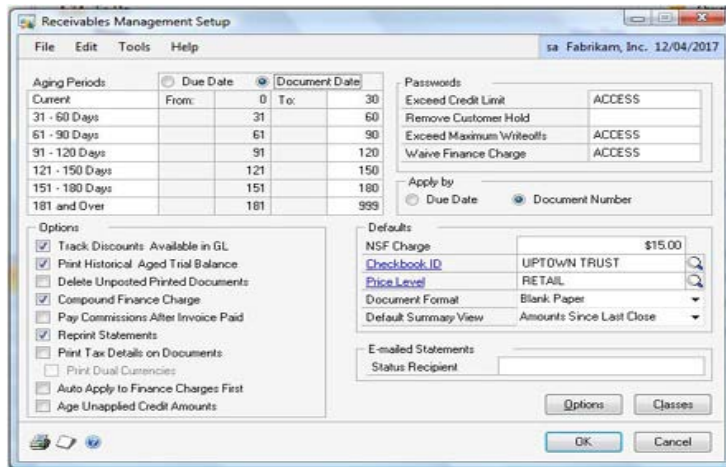 Receivables Management Setup
File Edit Tools Help sa Fabrikam, Inc. 12/04/2017
Aging Periods Due Date Document Date
Current From: 0 To: 30
31 - 60 Days 31 60
61 - 90 Days 61 90
91 - 120 Days 91 120
121 - 150 Days 121 150
151 - 180 Days 151 180
181 and Over 181 999
Passwords
Exceed Credit Limit ACCESS
Remove Customer Hold
Exceed Maximum Writeoffs ACCESS
Waive Finance Charge ACCESS
Apply by
Due Date Document Number
Options
Track Discounts Available in GL
Print Historical Aged Trial Balance
Delete Unposted Printed Documents
Compound Finance Charge
Pay Commissions After Invoice Paid
Reprint Statements
Print Tax Details on Documents
Print Dual Currencies
Auto Apply to Finance Charges First
Age Unapplied Credit Amounts
Defaults
NSF Charge $15.00
Checkbook ID UPTOWN TRUST
Price Level RETAIL
Document Format Blank Paper
Default Summary View Amounts Since Last Close
E-mailed Statements
Status Recipient
Options Classes
OK Cancel